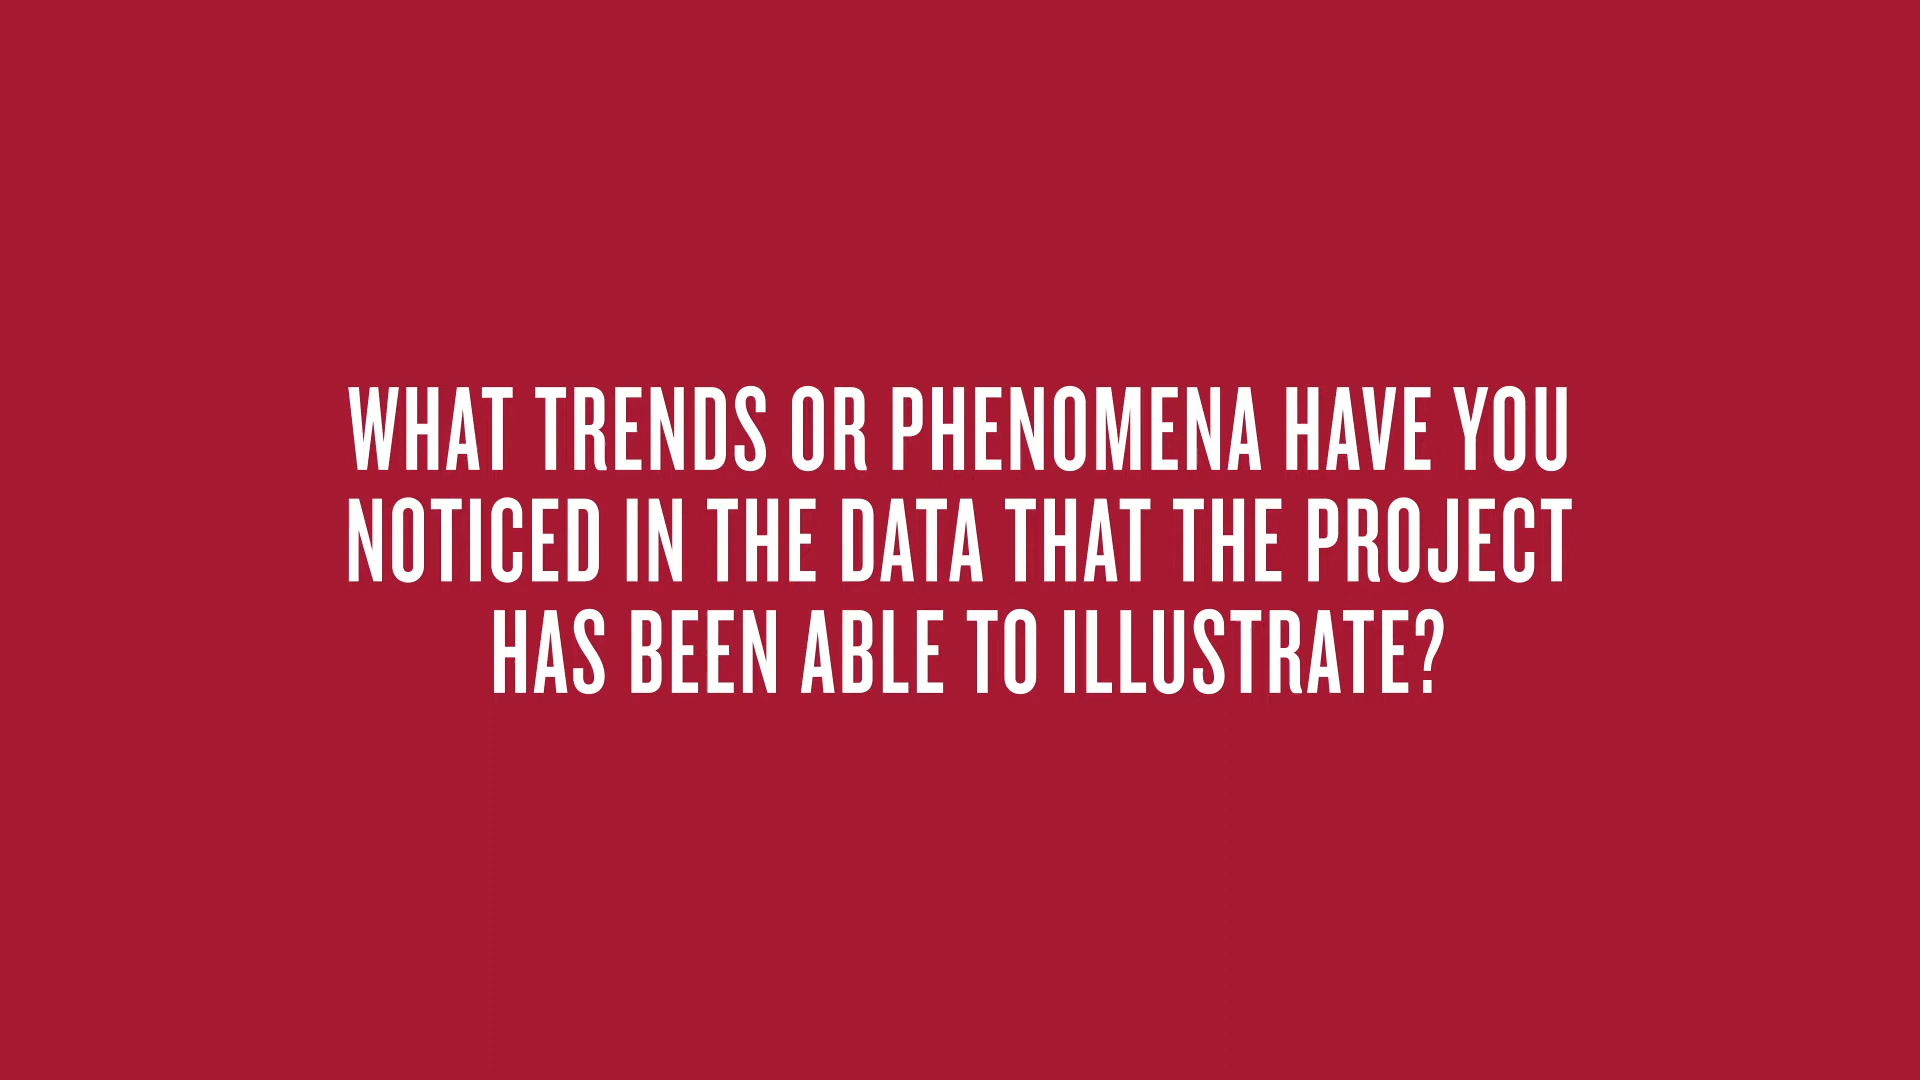 WHAT TRENDS OR PHENOMENA HAVE YOU
NOTICED IN THE DATA THAT THE PROJECT
HAS BEEN ABLE TO ILLUSTRATE?